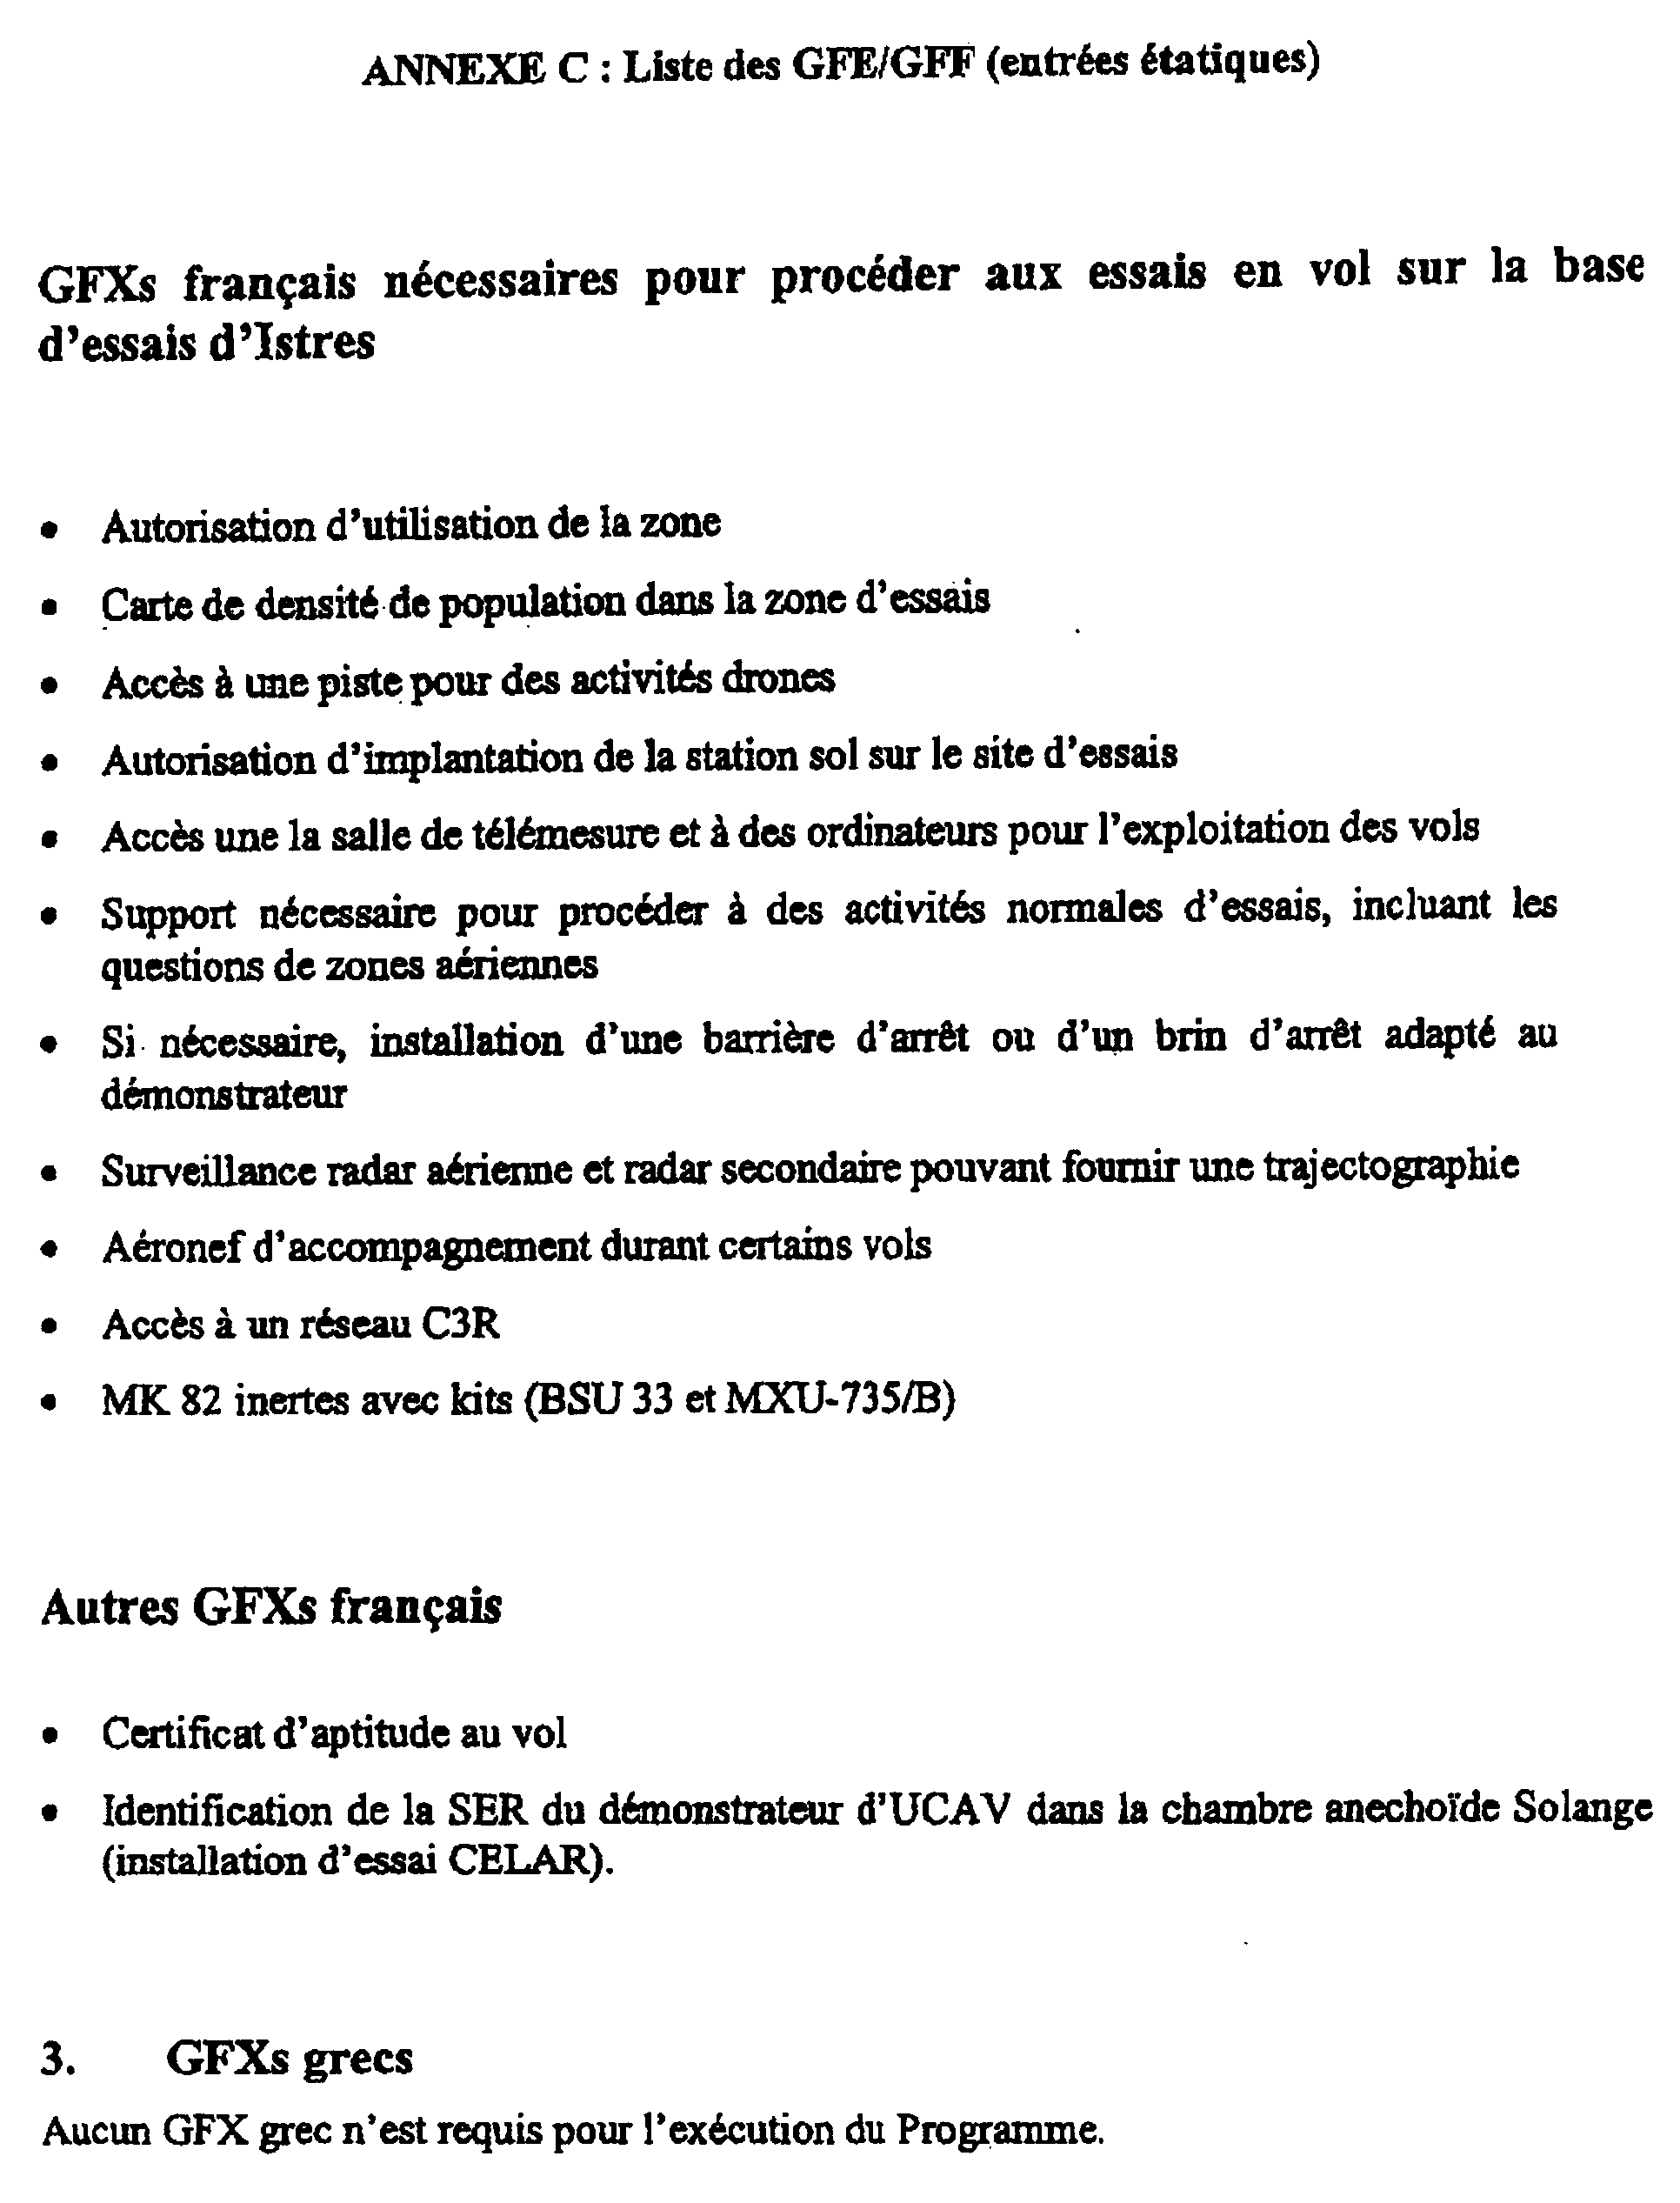 ANNEXE C : Liste des GFE/GFF (entrées étatiques)
GFXs français nécessaires pour procéder aux essais en vol sur la base
d'essais d'Istres
• Autorisation d'utilisation de la zone
• Carte de densité de population dans la zone d'essais
• Accès à une piste pour des activités drones
• Autorisation d'implantation de la station sol sur le site d'essais
• Accès une la salle de télémesure et à des ordinateurs pour l'exploitation des vols
• Support nécessaire pour procéder à des activités normales d'essais, incluant les
questions de zones aériennes
• Si nécessaire, installation d'une barrière d'arrêt ou d'un brin d'arrêt adapté au
démonstrateur
• Surveillance radar aérienne et radar secondaire pouvant fournir une trajectographie
• Aéronef d'accompagnement durant certains vols
• Accès à un réseau C3R
• MK 82 inertes avec kits (BSU 33 et MXU-735/B)
Autres GFXs français
• Certificat d'aptitude au vol
• Identification de la SER du démonstrateur d'UCAV dans la chambre anechoïde Solange
(installation d'essai CELAR).
3. GFXs grecs
Aucun GFX grec n'est requis pour l'exécution du Programme.